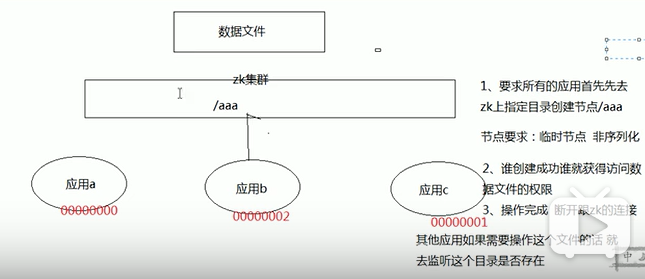 数据文件
zk集群
/aaa
应用a
应用b
应用c
00000000
00000002
00000001
1、要求所有的应用首先先去
zk上指定目录创建节点/aaa
节点要求：临时节点 非序列化
2、谁创建成功谁就获得访问数
据文件的权限
3、操作完成 断开跟zk的连接
其他应用如果需要操作这个文件的话 就
去监听这个目录是否存在
中